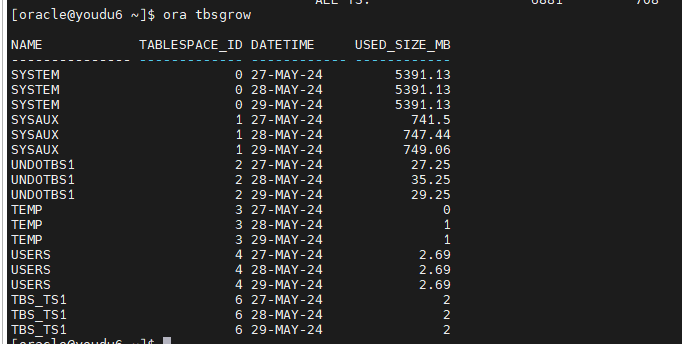 ALL TS: 6881 708
[oracle@youdu6 ~]$ ora tbsgrow
NAME TABLESPACE_ID DATETIME USED_SIZE_MB
--------------- ------------- ------------- ------------
SYSTEM 0 27-MAY-24 5391.13
SYSTEM 0 28-MAY-24 5391.13
SYSTEM 0 29-MAY-24 5391.13
SYSAUX 1 27-MAY-24 741.5
SYSAUX 1 28-MAY-24 747.44
SYSAUX 1 29-MAY-24 749.06
UNDOTBS1 2 27-MAY-24 27.25
UNDOTBS1 2 28-MAY-24 35.25
UNDOTBS1 2 29-MAY-24 29.25
TEMP 3 27-MAY-24 0
TEMP 3 28-MAY-24 1
TEMP 3 29-MAY-24 1
USERS 4 27-MAY-24 2.69
USERS 4 28-MAY-24 2.69
USERS 4 29-MAY-24 2.69
TBS_TS1 6 27-MAY-24 2
TBS_TS1 6 28-MAY-24 2
TBS_TS1 6 29-MAY-24 2
[oracle@youdu6 ~]$